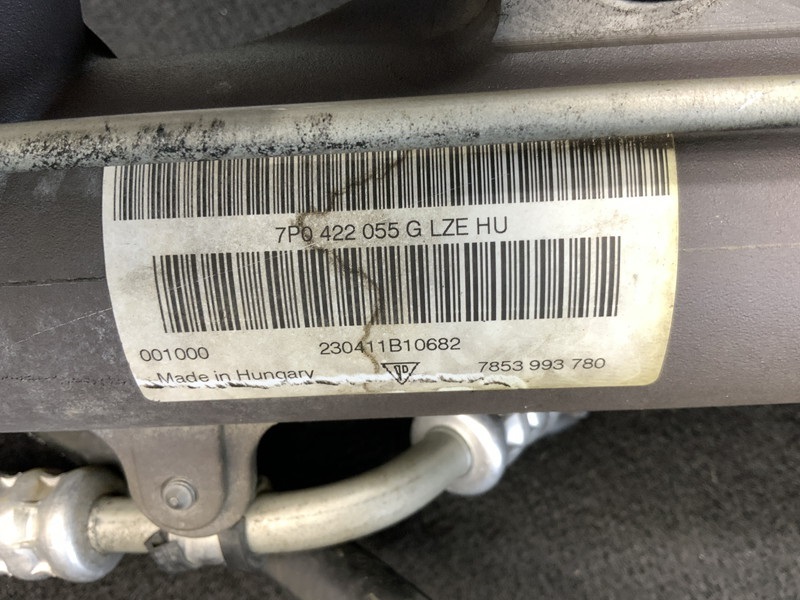 7P0 422 055 G LZE HU
230411B10682
001000
7853 993 780
Made in Hungary